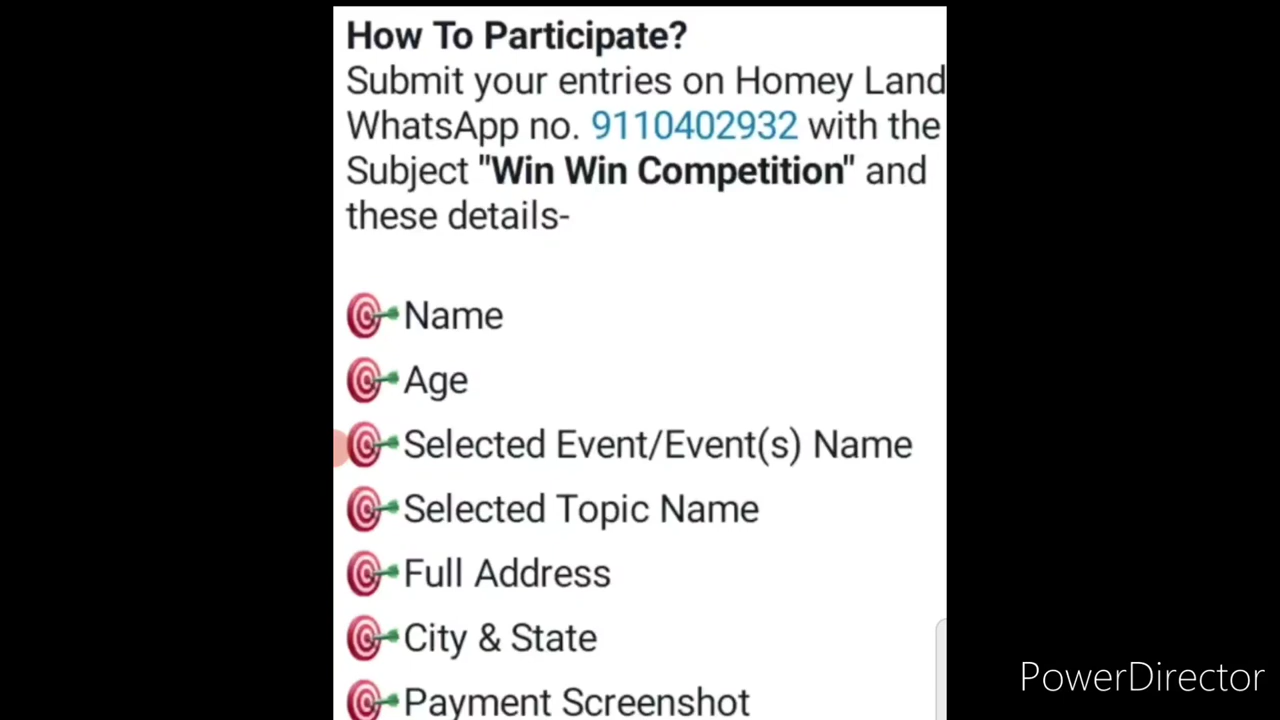 How To Participate?
Submit your entries on Homey Land
WhatsApp no. 9110402932 with the
Subject "Win Win Competition" and
these details-
🎯Name
🎯Age
🎯Selected Event/Event(s) Name
🎯Selected Topic Name
🎯Full Address
🎯City & State
🎯Payment Screenshot
PowerDirector